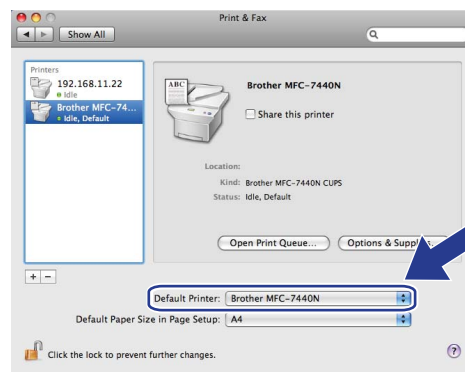 Print & Fax
Show All
Printers
192.168.11.22
Idle
Brother MFC-74...
Idle, Default
ABC
Brother MFC-7440N
Share this printer
Location:
Kind: Brother MFC-7440N CUPS
Status: Idle, Default
Open Print Queue... Options &
+ -
Default Printer: Brother MFC-7440N
Default Paper Size in Page Setup: A4
Click the lock to prevent further changes.
?